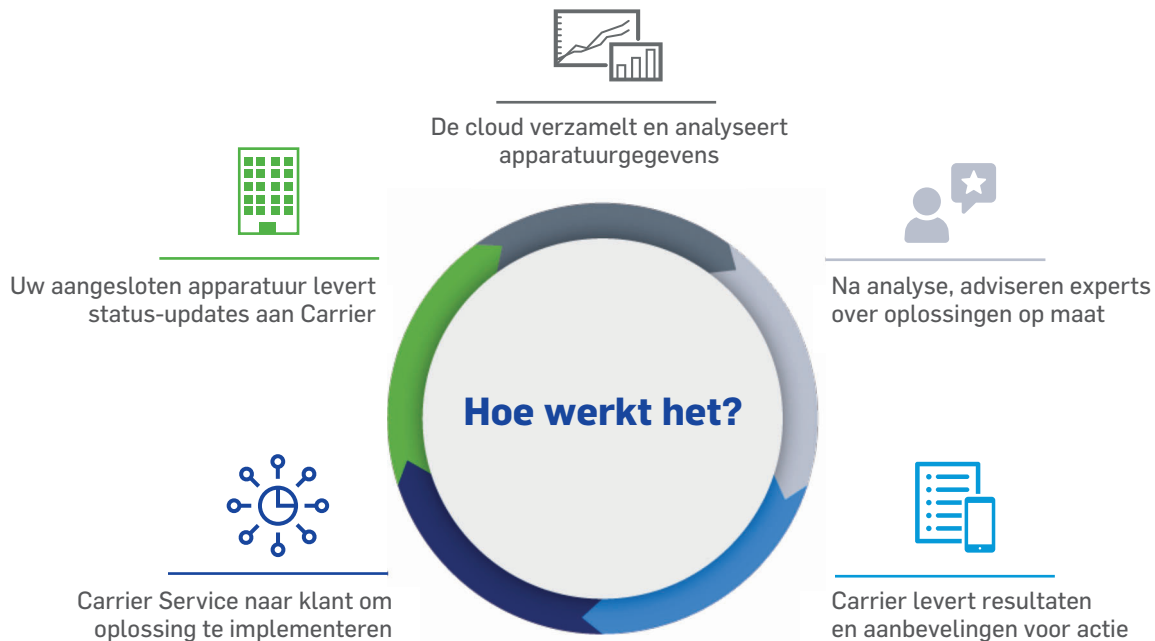 De cloud verzamelt en analyseert
apparatuurgegevens
Uw aangesloten apparatuur levert
status-updates aan Carrier
Na analyse, adviseren experts
over oplossingen op maat
Hoe werkt het?
Carrier Service naar klant om
oplossing te implementeren
Carrier levert resultaten
en aanbevelingen voor actie